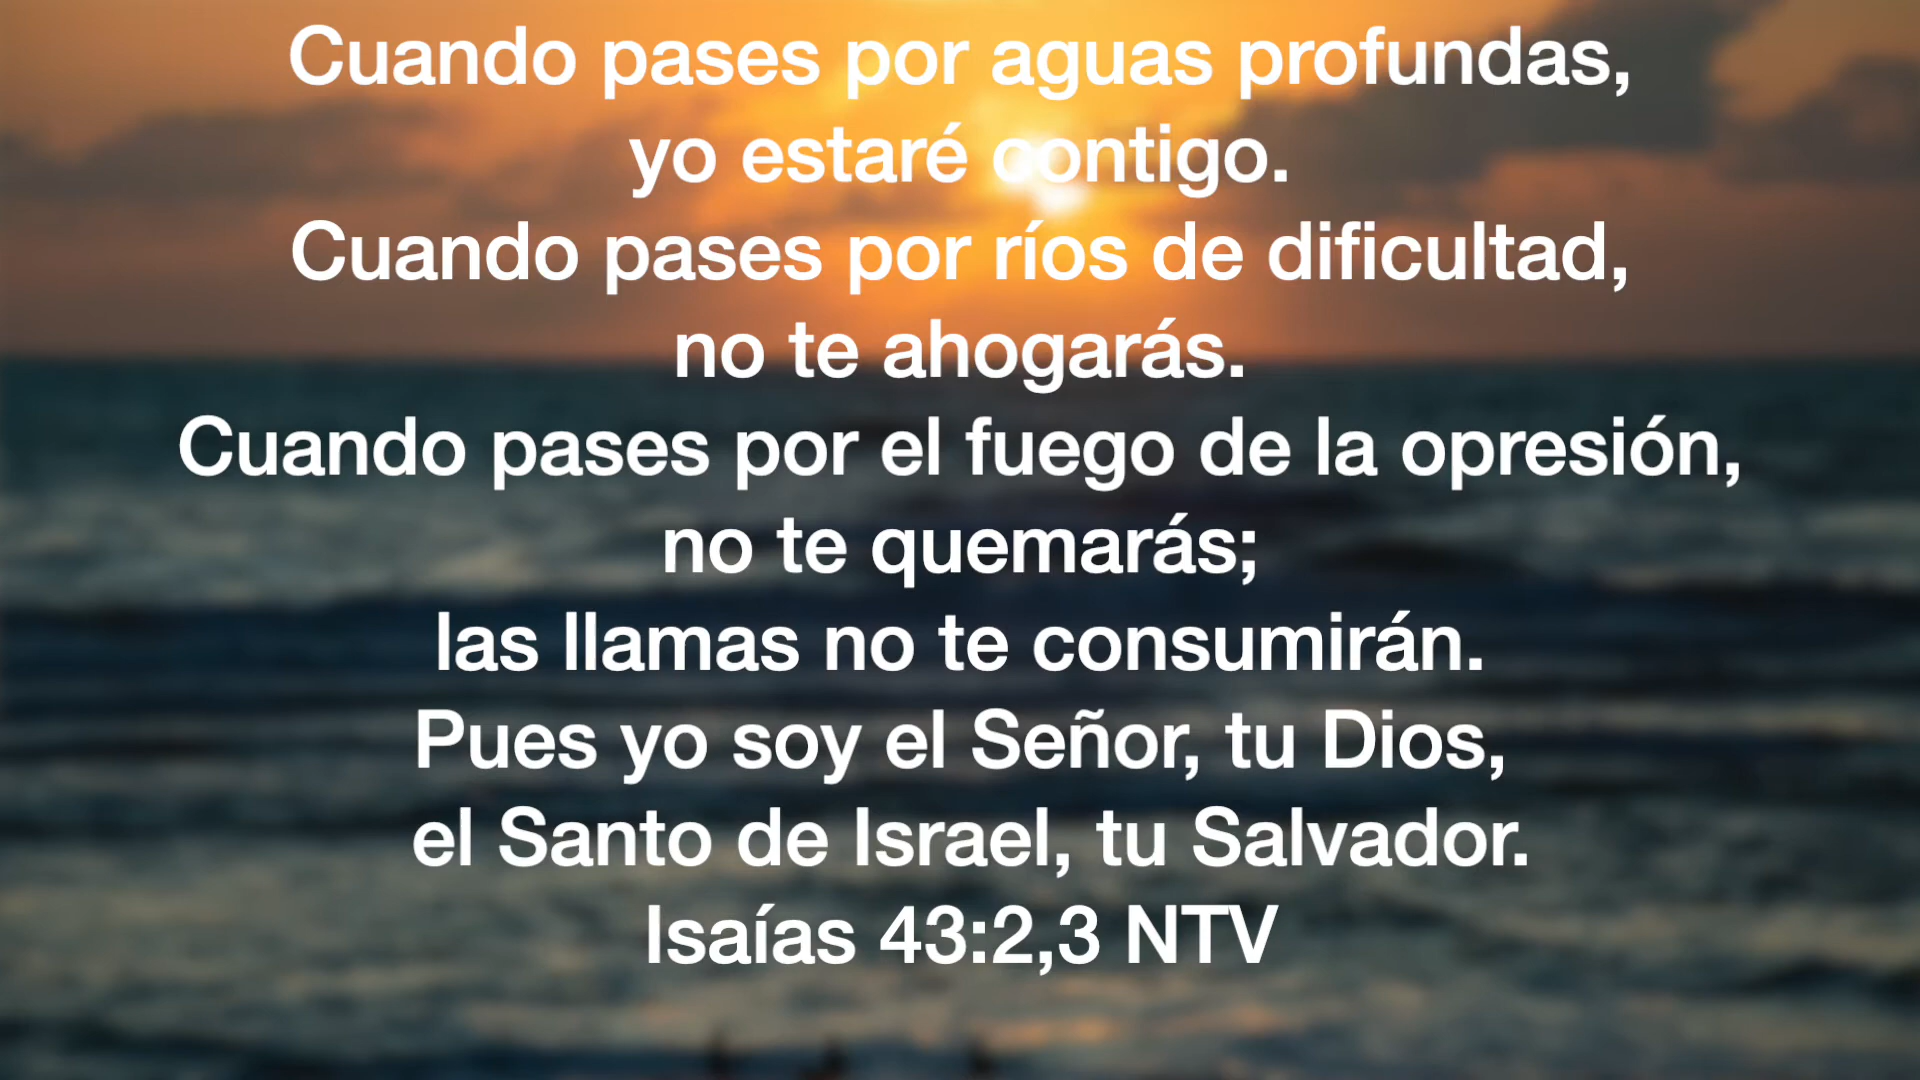 Cuando pases por aguas profundas,
yo estaré contigo.
Cuando pases por ríos de dificultad,
no te ahogarás.
Cuando pases por el fuego de la opresión,
no te quemarás;
las llamas no te consumirán.
Pues yo soy el Señor, tu Dios,
el Santo de Israel, tu Salvador.
Isaías 43:2,3 NTV